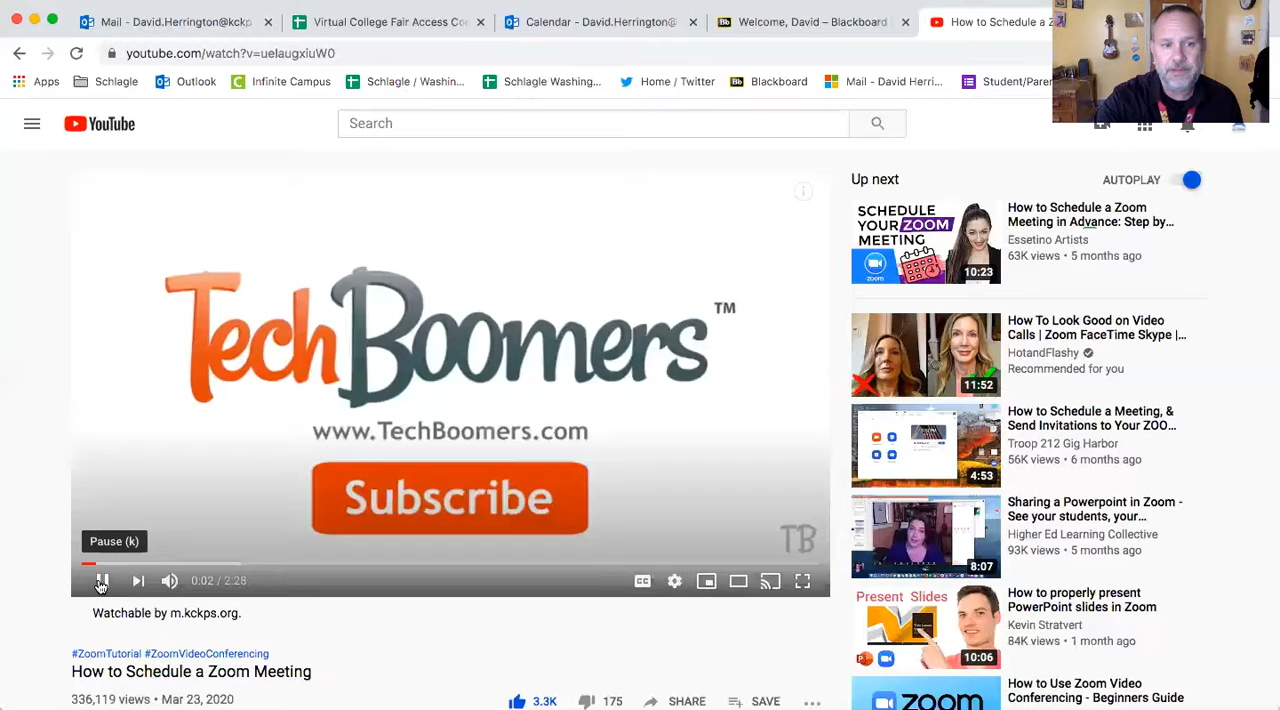 Mail - David.Herrington@kckp
Virtual College Fair Access Co
Calendar - David.Herrington@
Bb Welcome, David – Blackboard
How to Schedule a Z
youtube.com/watch?v=uelaugxiuW0
Apps
Schlagle
Outlook
Infinite Campus
Schlagle / Washin...
Schlagle Washing...
Home / Twitter
Bb Blackboard
Mail - David Herri...
Student/Paren
YouTube
Search
TechBoomers™
www.TechBoomers.com
Subscribe
TB
Pause (k)
0:02 / 2:28
CC
Watchable by m.kckps.org.
#ZoomTutorial #ZoomVideoConferencing
How to Schedule a Zoom Meeting
336,119 views • Mar 23, 2020
3.3K
175
SHARE
SAVE
Up next
AUTOPLAY
SCHEDULE
YOUR ZOOM
MEETING
zoom
10:23
How to Schedule a Zoom
Meeting in Advance: Step by...
Essetino Artists
63K views • 5 months ago
11:52
How To Look Good on Video
Calls | Zoom FaceTime Skype |...
HotandFlashy
Recommended for you
4:53
How to Schedule a Meeting, &
Send Invitations to Your ZOO...
Troop 212 Gig Harbor
56K views • 6 months ago
8:07
Sharing a Powerpoint in Zoom -
See your students, your...
Higher Ed Learning Collective
93K views • 5 months ago
Present Slides
10:06
How to properly present
PowerPoint slides in Zoom
Kevin Stratvert
84K views • 1 month ago
zoom
How to Use Zoom Video
Conferencing - Beginners Guide